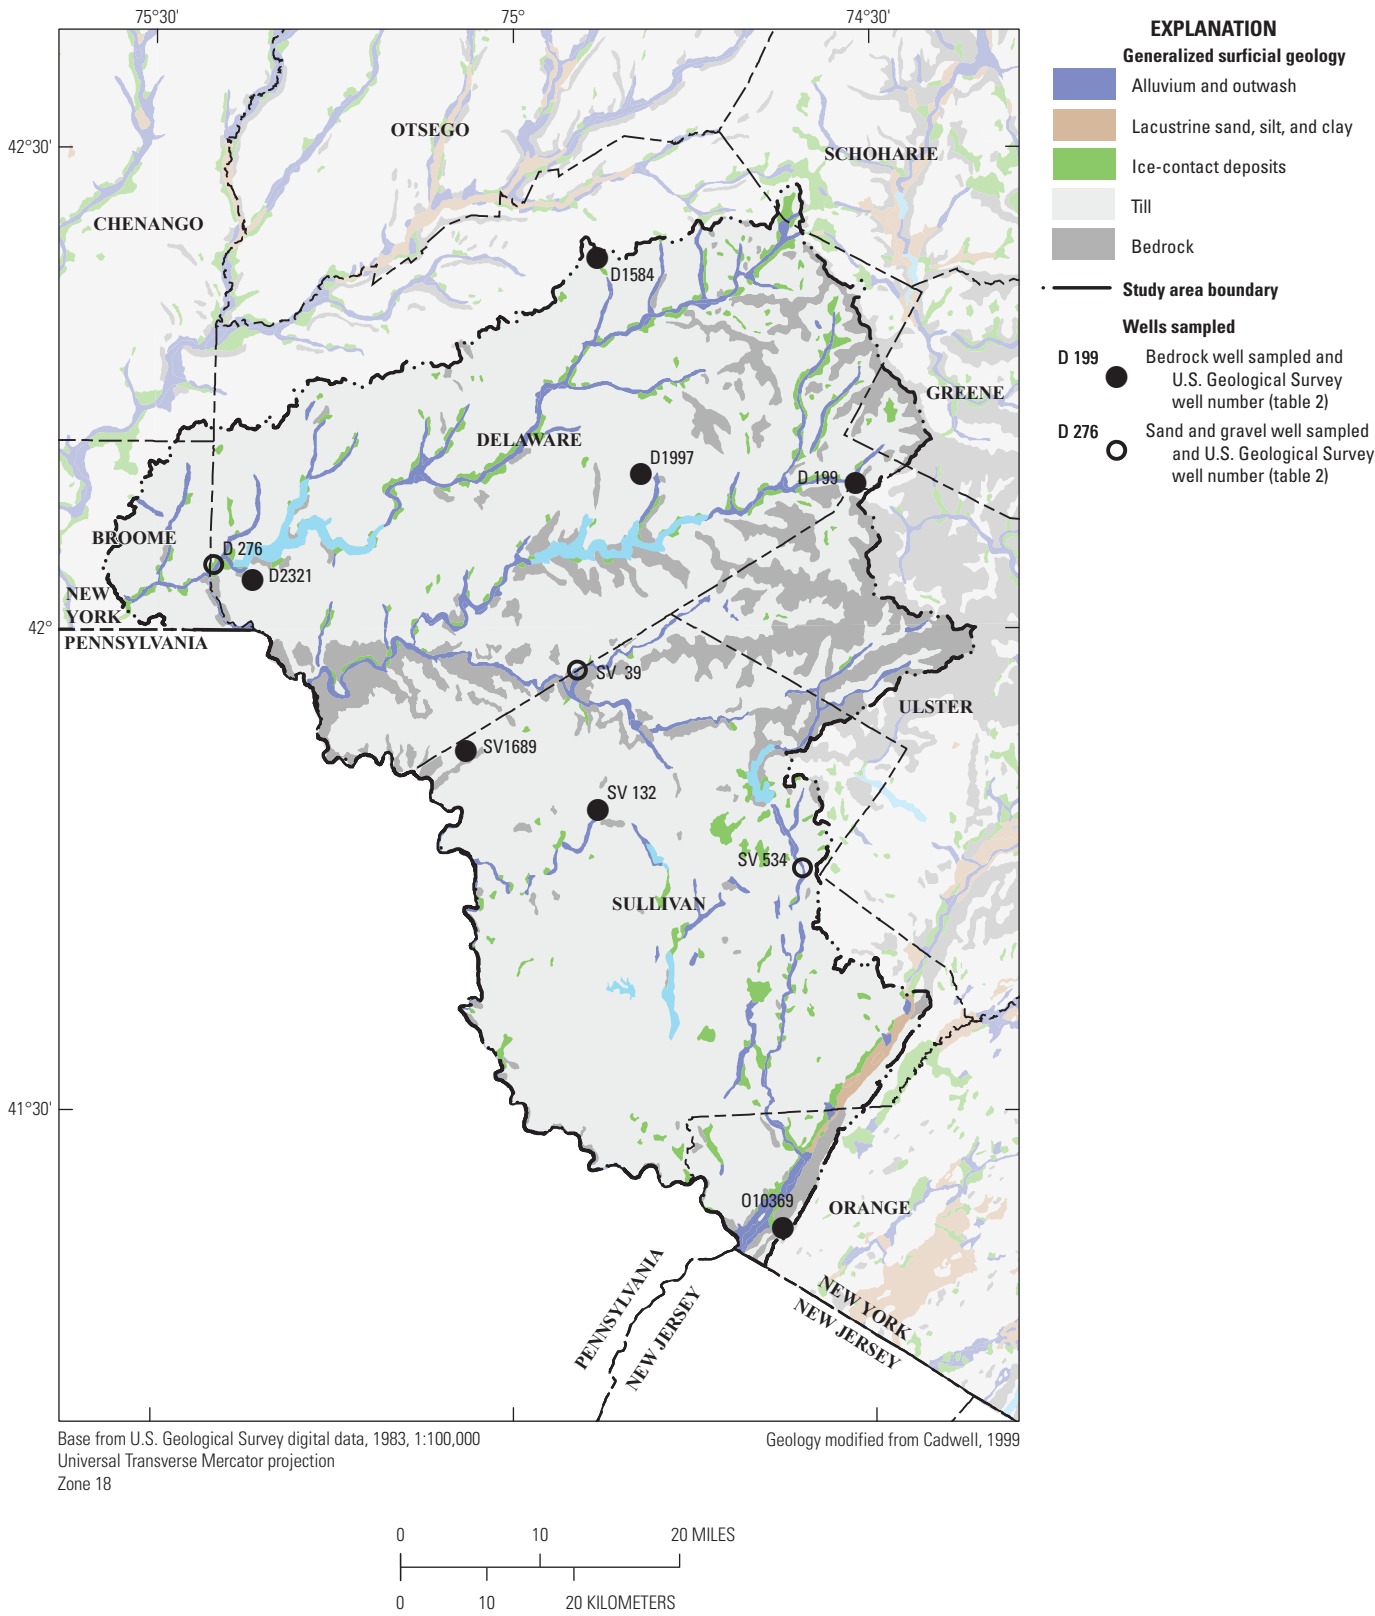 75°30'
75°
74°30'
42°30'
42°
41°30'
OTSEGO
SCHOHARIE
CHENANGO
D1584
GREENE
DELAWARE
D1997
D 199
BROOME
D 276
D2321
NEW
YORK
PENNSYLVANIA
SV 39
ULSTER
SV1689
SV 132
SV 534
SULLIVAN
O10369
ORANGE
PENNSYLVANIA
NEW JERSEY
NEW YORK
NEW JERSEY
EXPLANATION
Generalized surficial geology
Alluvium and outwash
Lacustrine sand, silt, and clay
Ice-contact deposits
Till
Bedrock
Study area boundary
Wells sampled
D 199
Bedrock well sampled and
U.S. Geological Survey
well number (table 2)
D 276
Sand and gravel well sampled
and U.S. Geological Survey
well number (table 2)
Base from U.S. Geological Survey digital data, 1983, 1:100,000
Universal Transverse Mercator projection
Zone 18
Geology modified from Cadwell, 1999
0 10 20 MILES
0 10 20 KILOMETERS